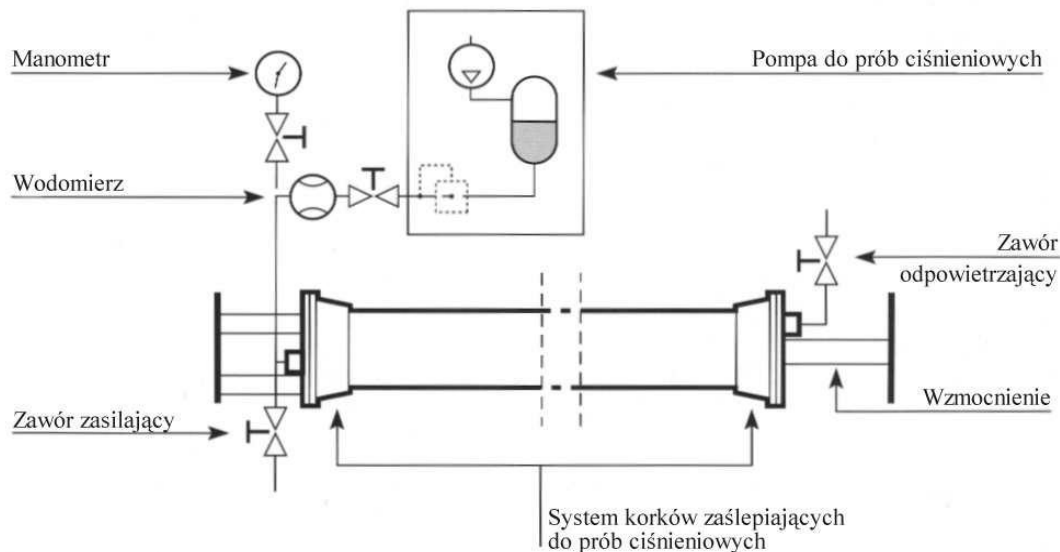 Manometr
Pompa do prób ciśnieniowych
Wodomierz
Zawór
odpowietrzający
Wzmocnienie
Zawór zasilający
System korków zaślepiających
do prób ciśnieniowych